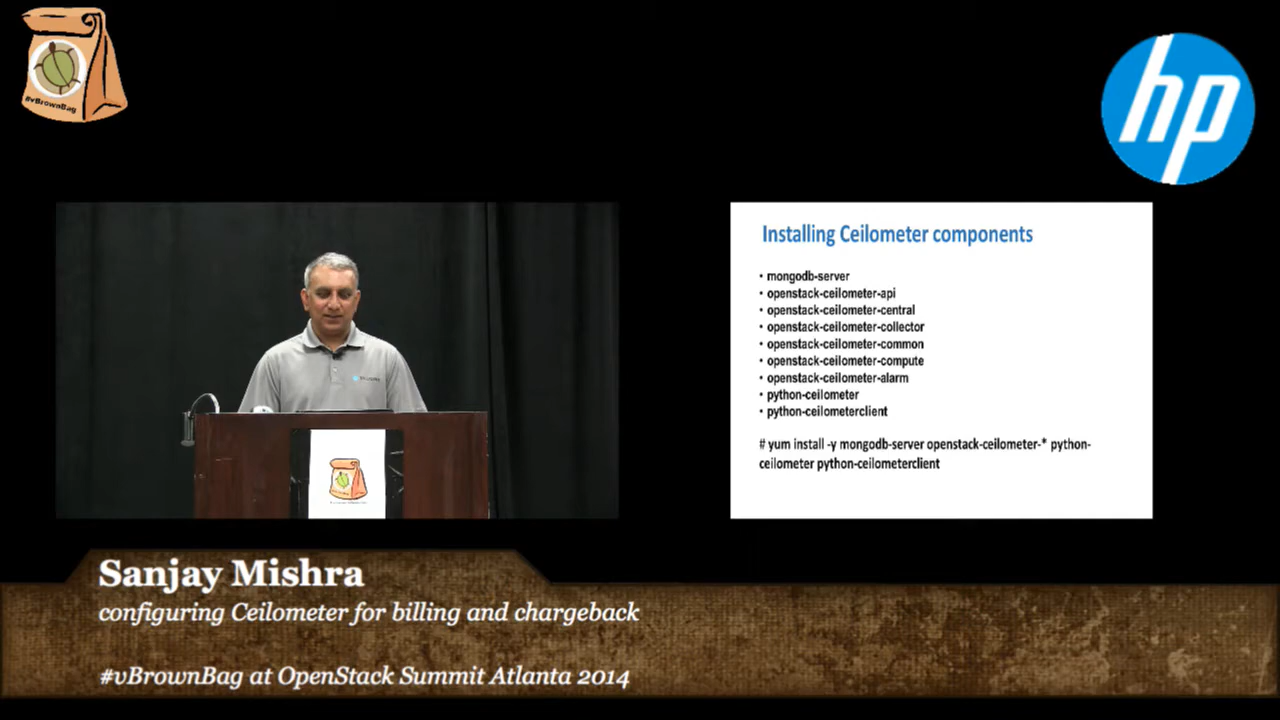 #vBrownBag
hp
Installing Ceilometer components
• mongodb-server
• openstack-ceilometer-api
• openstack-ceilometer-central
• openstack-ceilometer-collector
• openstack-ceilometer-common
• openstack-ceilometer-compute
• openstack-ceilometer-alarm
• python-ceilometer
• python-ceilometerclient
# yum install -y mongodb-server openstack-ceilometer-* python-
ceilometer python-ceilometerclient
Sanjay Mishra
configuring Ceilometer for billing and chargeback
#vBrownBag at OpenStack Summit Atlanta 2014